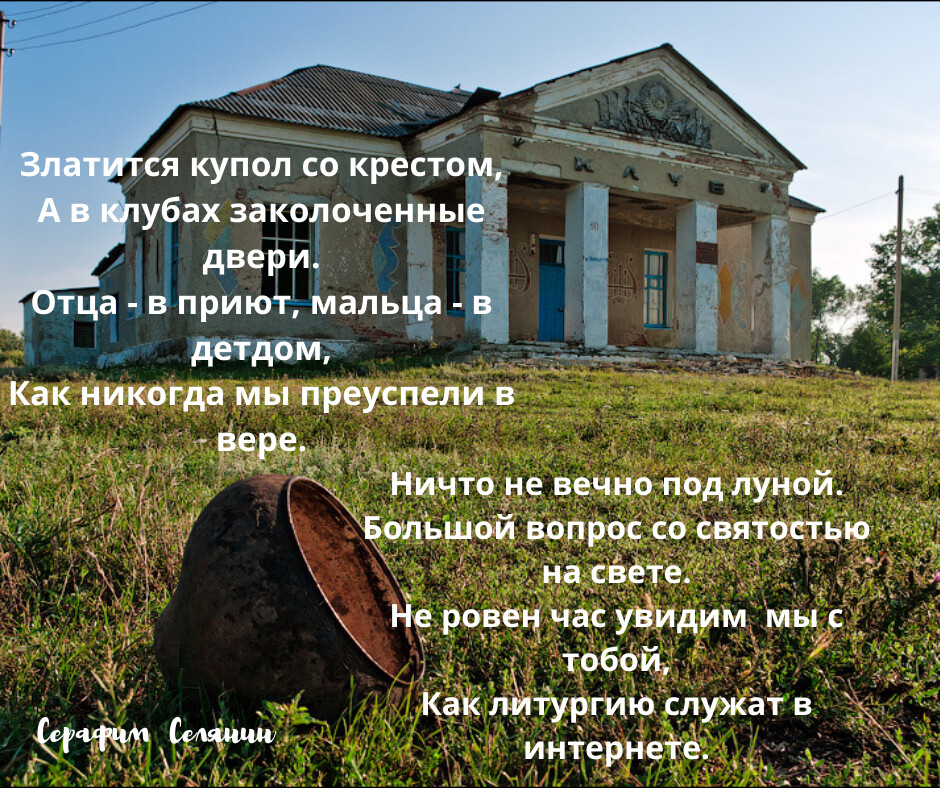 КЛУБ
Златится купол со крестом,
А в клубах заколоченные
двери.
Отца - в приют, мальца - в
детдом,
Как никогда мы преуспели в
вере.
Ничто не вечно под луной.
Большой вопрос со святостью
на свете.
Не ровен час увидим мы с
тобой,
Как литургию служат в
интернете.
Серафим Селянин